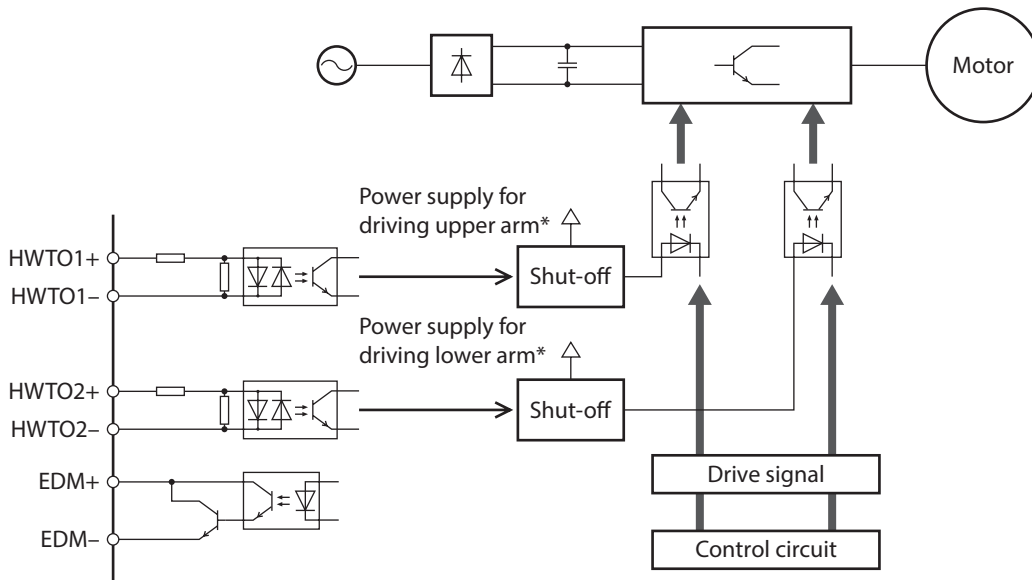 Motor
Power supply for
driving upper arm*
HWTO1+
HWTO1–
Shut-off
Power supply for
driving lower arm*
HWTO2+
HWTO2–
Shut-off
EDM+
EDM–
Drive signal
Control circuit